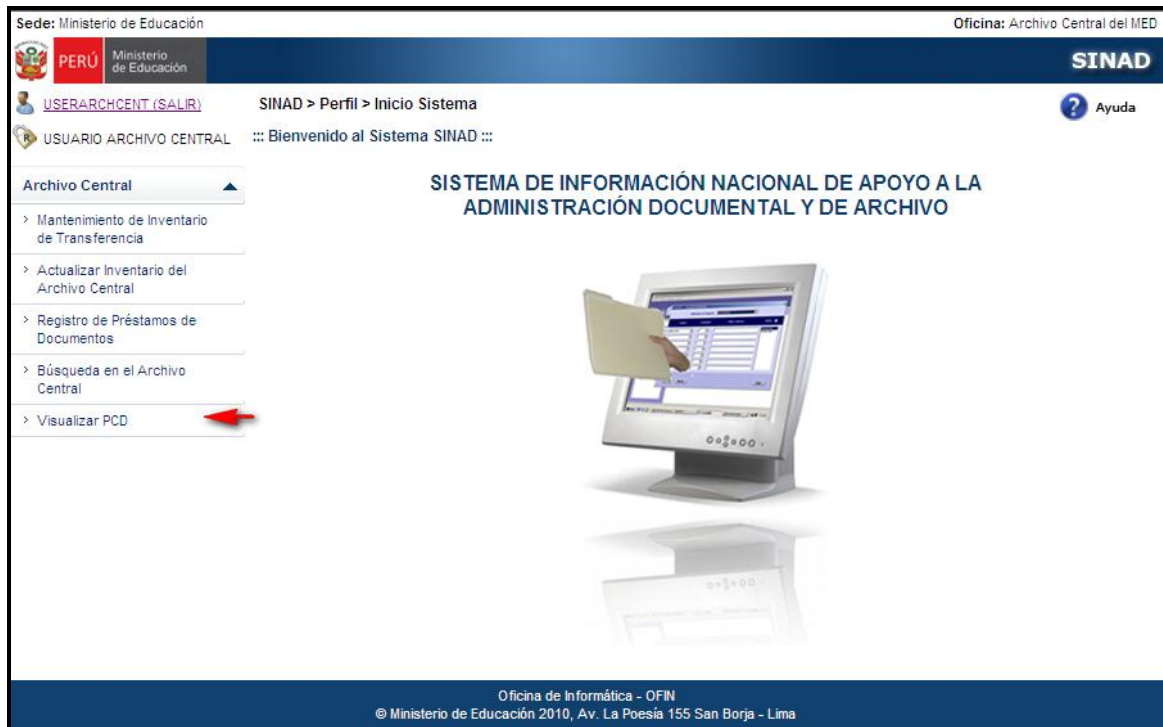 Sede: Ministerio de Educación
Oficina: Archivo Central del MED
PERÚ
Ministerio
de Educación
SINAD
USERARCHCENT (SALIR)
SINAD > Perfil > Inicio Sistema
Ayuda
USUARIO ARCHIVO CENTRAL
::: Bienvenido al Sistema SINAD :::
Archivo Central
> Mantenimiento de Inventario
de Transferencia
> Actualizar Inventario del
Archivo Central
> Registro de Préstamos de
Documentos
> Búsqueda en el Archivo
Central
> Visualizar PCD
SISTEMA DE INFORMACIÓN NACIONAL DE APOYO A LA
ADMINISTRACIÓN DOCUMENTAL Y DE ARCHIVO
Oficina de Informática - OFIN
© Ministerio de Educación 2010, Av. La Poesía 155 San Borja - Lima